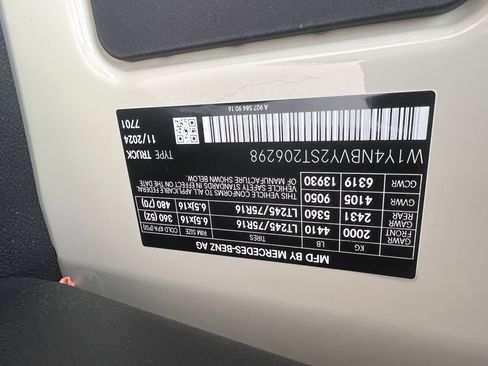 MFD BY MERCEDES-BENZ AG
KG LB TIRES RIM SIZE COLD KPA (PSI)
GAWR FRONT 2000 4410 LT245/75R16 6.5Jx16 360 (52)
GAWR REAR 2431 5360 LT245/75R16 6.5Jx16 480 (70)
GVWR 4105 9050 THIS VEHICLE CONFORMS TO ALL APPLICABLE FEDERAL MOTOR
VEHICLE SAFETY STANDARDS IN EFFECT ON THE DATE
GCWR 6319 13930 OF MANUFACTURE SHOWN ABOVE.
W1Y4NBVY2ST206298
TYPE TRUCK
11/2024
7701
A 907 584 90 16